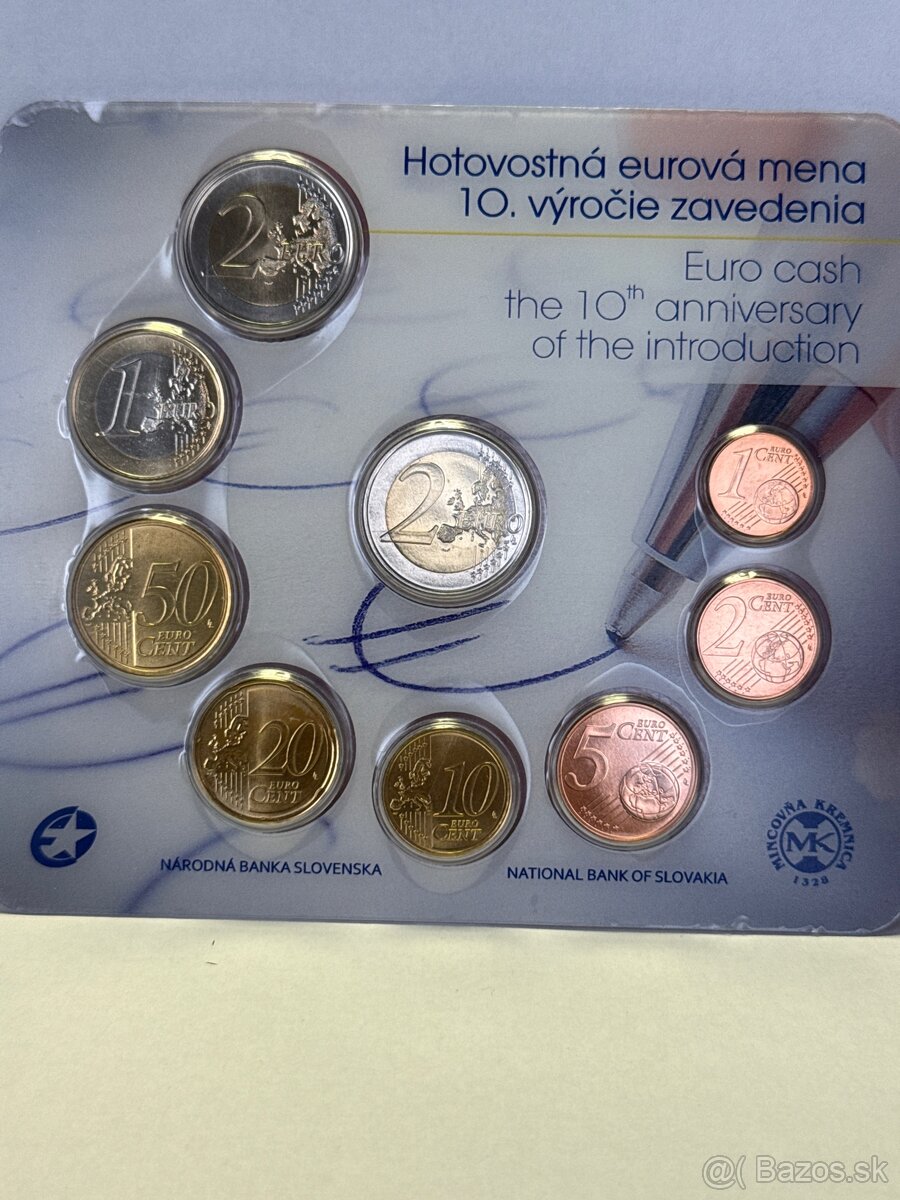 Hotovostná eurová mena
10. výročie zavedenia
Euro cash
the 10th anniversary
of the introduction
2 EURO
1 EURO
2 EURO
1 EURO CENT
50 EURO CENT
2 EURO CENT
20 EURO CENT
10 EURO CENT
5 EURO CENT
€
NÁRODNÁ BANKA SLOVENSKA
NATIONAL BANK OF SLOVAKIA
MINCOVŇA KREMNICA
MK
1328
@( Bazos.sk